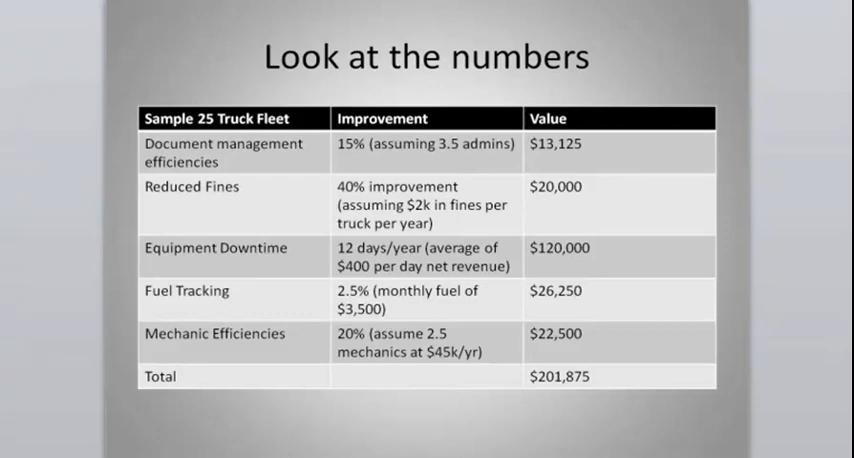 Look at the numbers
Sample 25 Truck Fleet Improvement Value
Document management 15% (assuming 3.5 admins) $13,125
efficiencies
Reduced Fines 40% improvement $20,000
(assuming $2k in fines per
truck per year)
Equipment Downtime 12 days/year (average of $120,000
$400 per day net revenue)
Fuel Tracking 2.5% (monthly fuel of $26,250
$3,500)
Mechanic Efficiencies 20% (assume 2.5 $22,500
mechanics at $45k/yr)
Total $201,875